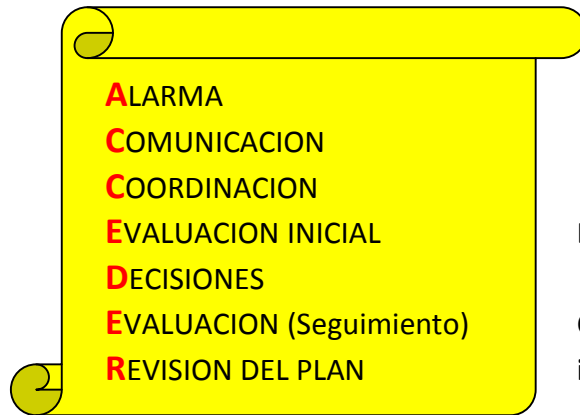 ALARMA
COMUNICACION
COORDINACION
EVALUACION INICIAL
DECISIONES
EVALUACION (Seguimiento)
REVISION DEL PLAN